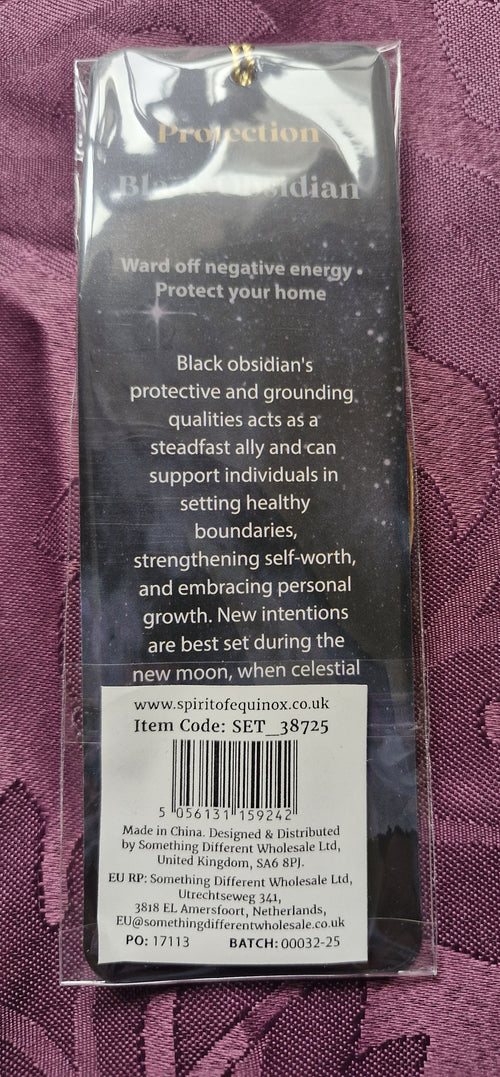 Protection
Black Obsidian
Ward off negative energy •
Protect your home
Black obsidian's
protective and grounding
qualities acts as a
steadfast ally and can
support individuals in
setting healthy
boundaries,
strengthening self-worth,
and embracing personal
growth. New intentions
are best set during the
new moon, when celestial
www.spiritofequinox.co.uk
Item Code: SET_38725
5 056131 159242
Made in China. Designed & Distributed
by Something Different Wholesale Ltd,
United Kingdom, SA6 8PJ.
EU RP: Something Different Wholesale Ltd,
Utrechtseweg 341,
3818 EL Amersfoort, Netherlands,
EU@somethingdifferentwholesale.co.uk
PO: 17113 BATCH: 00032-25